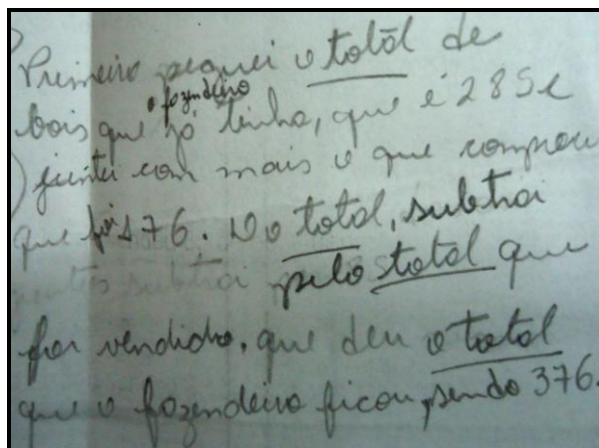 Primeiro peguei o total de
bois que o fazendeiro já tinha, que é 285 e
juntei com mais o que comprou
que foi 176. Do total, subtrai
pelo total que
foi vendido, que deu o total
que o fazendeiro ficou, sendo 376.